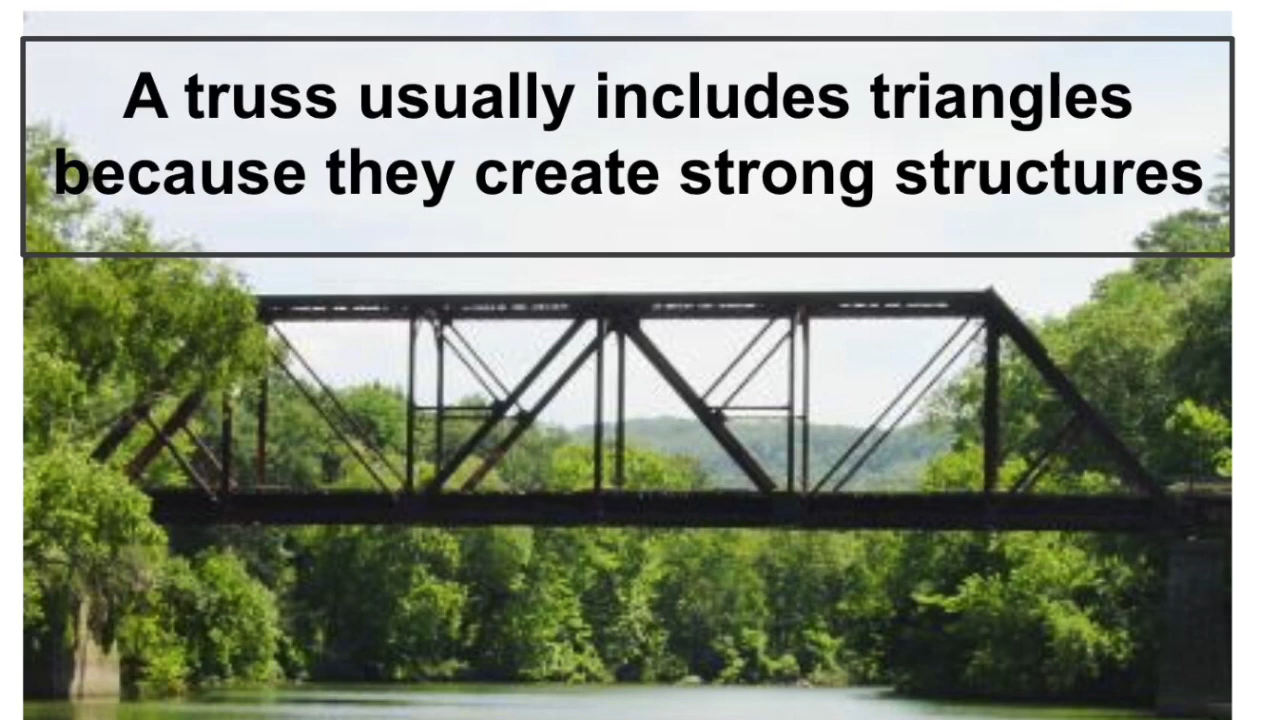 A truss usually includes triangles
because they create strong structures